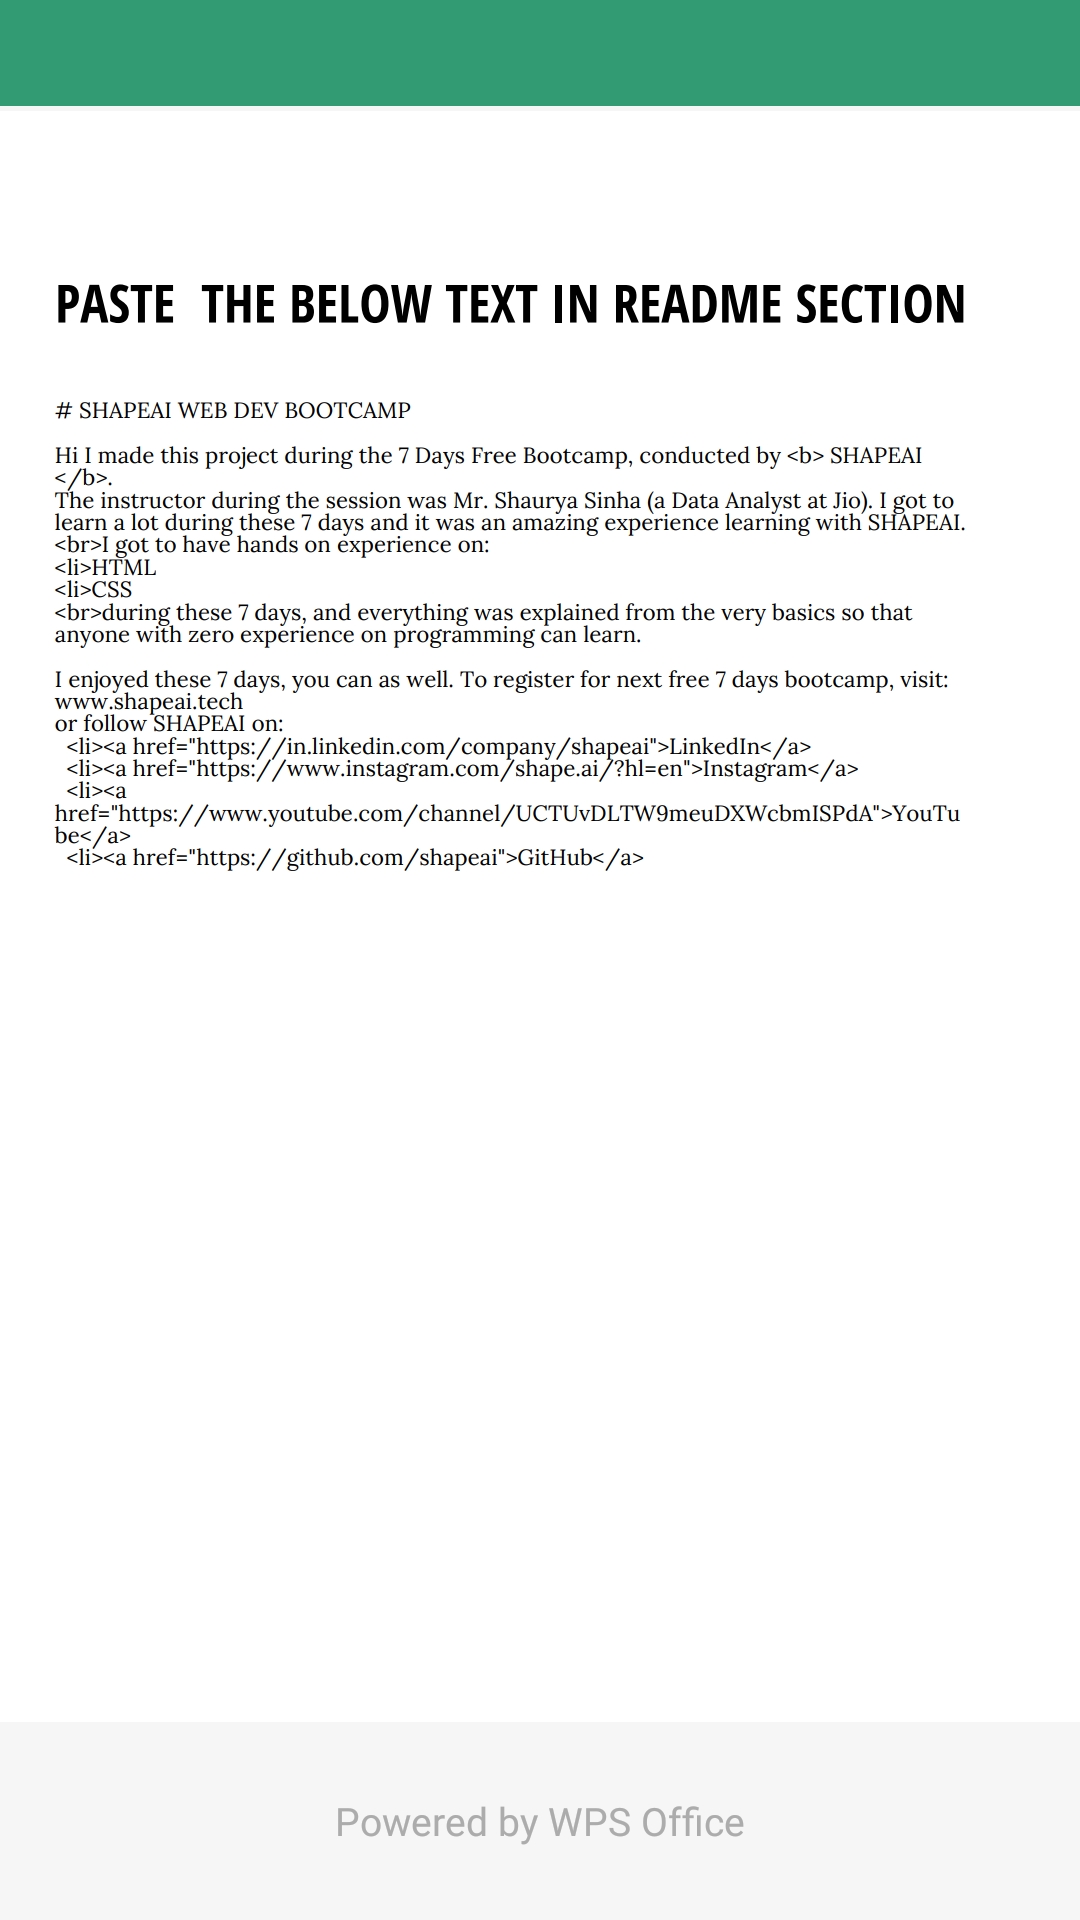 PASTE  THE BELOW TEXT IN README SECTION
# SHAPEAI WEB DEV BOOTCAMP
Hi I made this project during the 7 Days Free Bootcamp, conducted by <b> SHAPEAI
</b>.
The instructor during the session was Mr. Shaurya Sinha (a Data Analyst at Jio). I got to
learn a lot during these 7 days and it was an amazing experience learning with SHAPEAI.
<br>I got to have hands on experience on:
<li>HTML
<li>CSS
<br>during these 7 days, and everything was explained from the very basics so that
anyone with zero experience on programming can learn.
I enjoyed these 7 days, you can as well. To register for next free 7 days bootcamp, visit:
www.shapeai.tech
or follow SHAPEAI on:
<li><a href="https://in.linkedin.com/company/shapeai">LinkedIn</a>
<li><a href="https://www.instagram.com/shape.ai/?hl=en">Instagram</a>
<li><a
href="https://www.youtube.com/channel/UCTUvDLTW9meuDXWcbmISPdA">YouTu
be</a>
<li><a href="https://github.com/shapeai">GitHub</a>
Powered by WPS Office